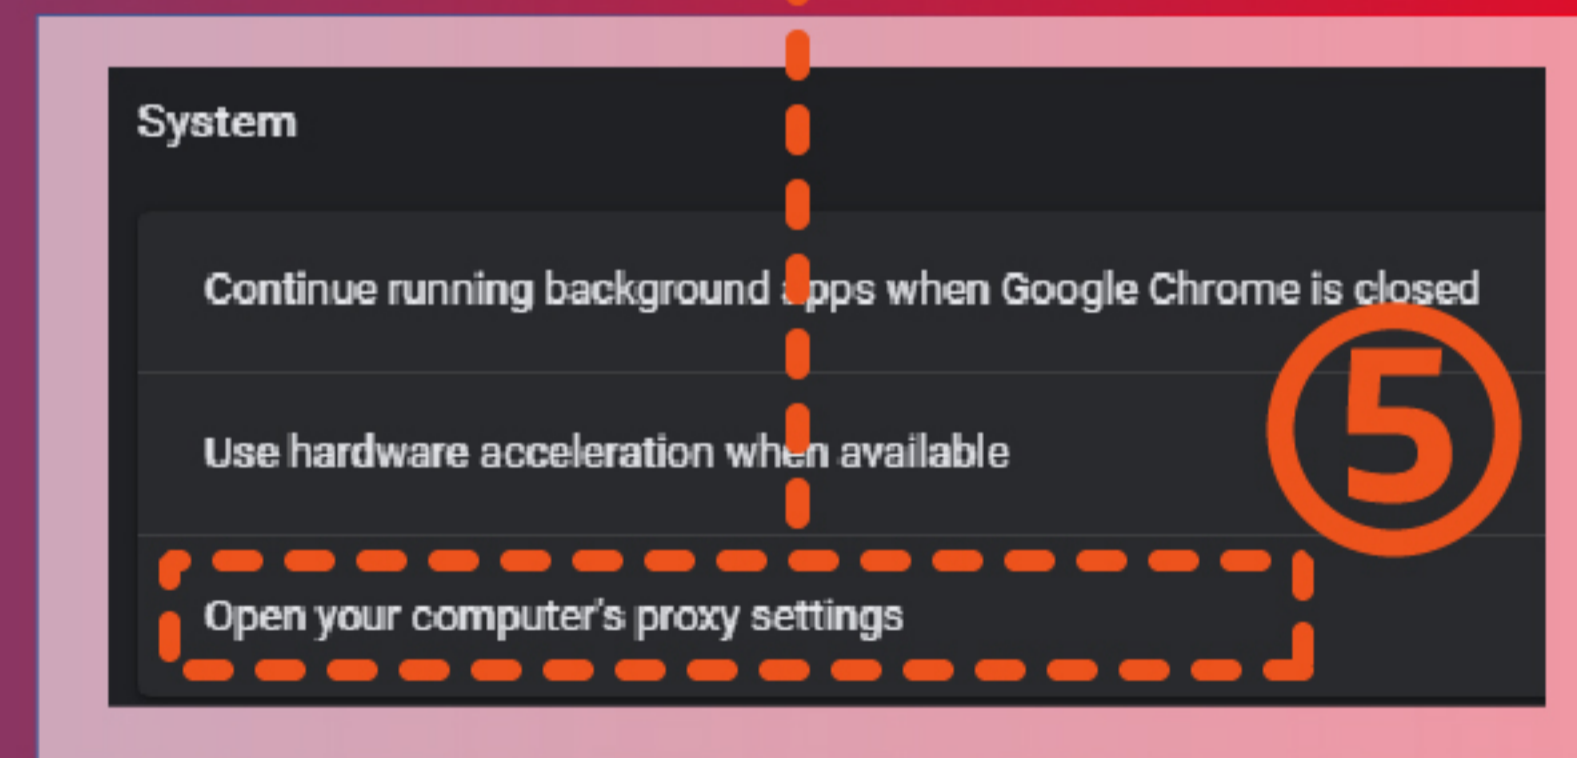 System
Continue running background apps when Google Chrome is closed
5
Use hardware acceleration when available
Open your computer's proxy settings